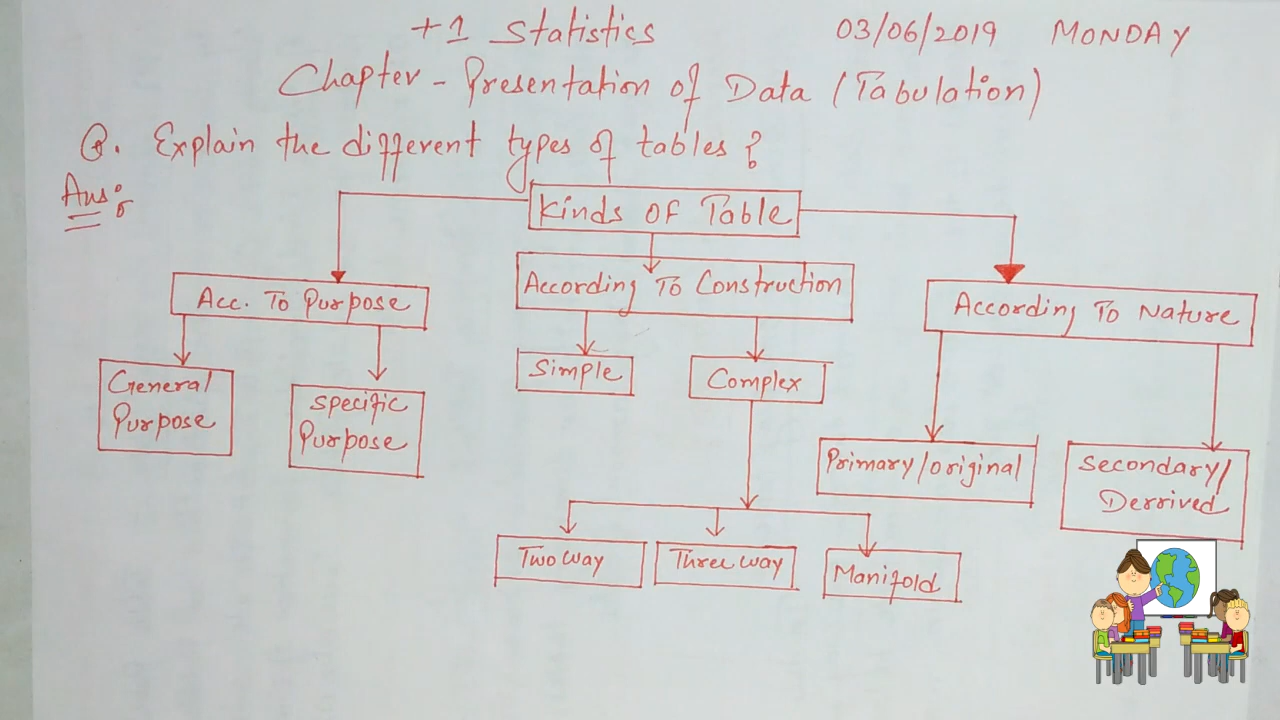 +1 Statistics 03/06/2019 MONDAY
Chapter - Presentation of Data (Tabulation)
Q. Explain the different types of tables ?
Ans:
Kinds OF Table
Acc. To Purpose
According To Construction
According To Nature
General
Purpose
Specific
Purpose
Simple
Complex
Primary/original
Secondary/
Derrived
Two way
Three way
Manifold